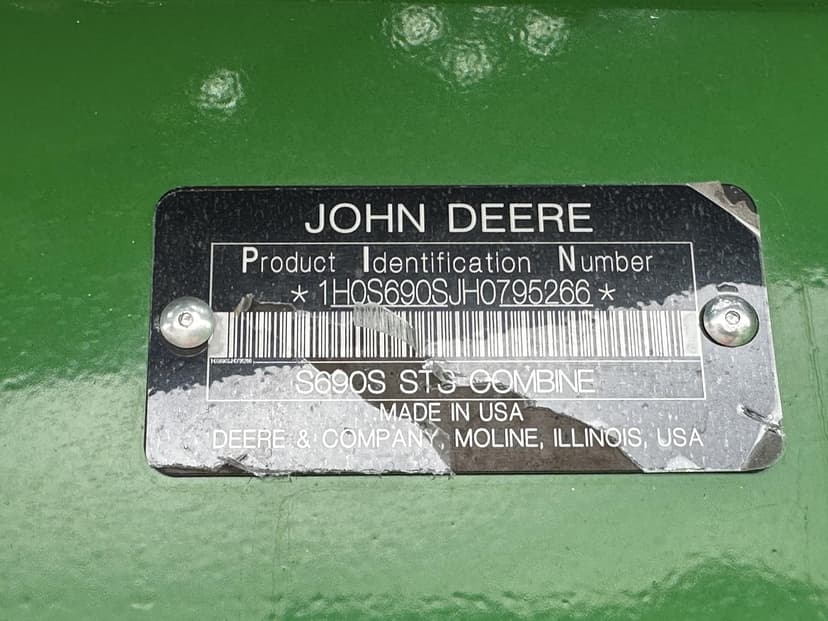 JOHN DEERE
Product Identification Number
*1H0S690SJH0795266*
S690S STS COMBINE
MADE IN USA
DEERE & COMPANY, MOLINE, ILLINOIS, USA